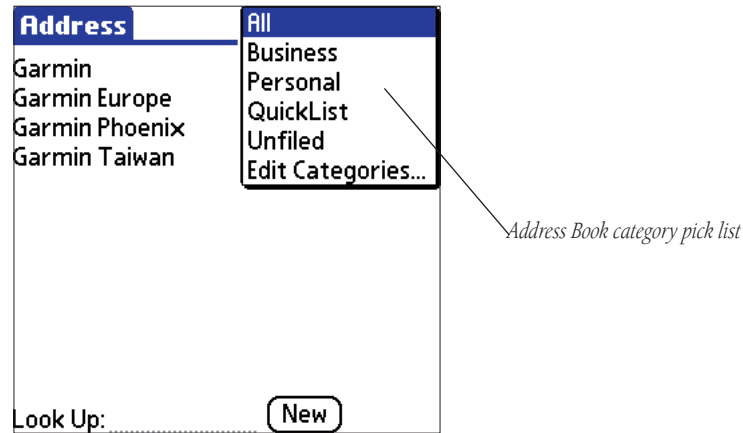 Address
All
Business
Personal
QuickList
Unfiled
Edit Categories...
Garmin
Garmin Europe
Garmin Phoenix
Garmin Taiwan
Address Book category pick list
Look Up:
New